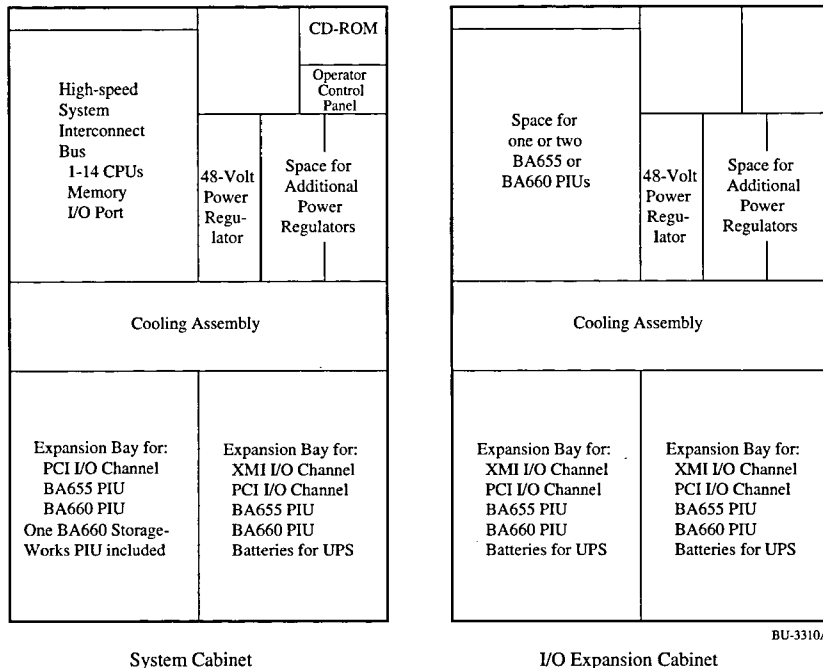 CD-ROM
Operator
Control
Panel
High-speed
System
Interconnect
Bus
1-14 CPUs
Memory
I/O Port
48-Volt
Power
Regu-
lator
Space for
Additional
Power
Regulators
Cooling Assembly
Expansion Bay for:
PCI I/O Channel
BA655 PIU
BA660 PIU
One BA660 Storage-
Works PIU included
Expansion Bay for:
XMI I/O Channel
PCI I/O Channel
BA655 PIU
BA660 PIU
Batteries for UPS
System Cabinet
Space for
one or two
BA655 or
BA660 PIUs
48-Volt
Power
Regu-
lator
Space for
Additional
Power
Regulators
Cooling Assembly
Expansion Bay for:
XMI I/O Channel
PCI I/O Channel
BA655 PIU
BA660 PIU
Batteries for UPS
Expansion Bay for:
XMI I/O Channel
PCI I/O Channel
BA655 PIU
BA660 PIU
Batteries for UPS
BU-3310A
I/O Expansion Cabinet